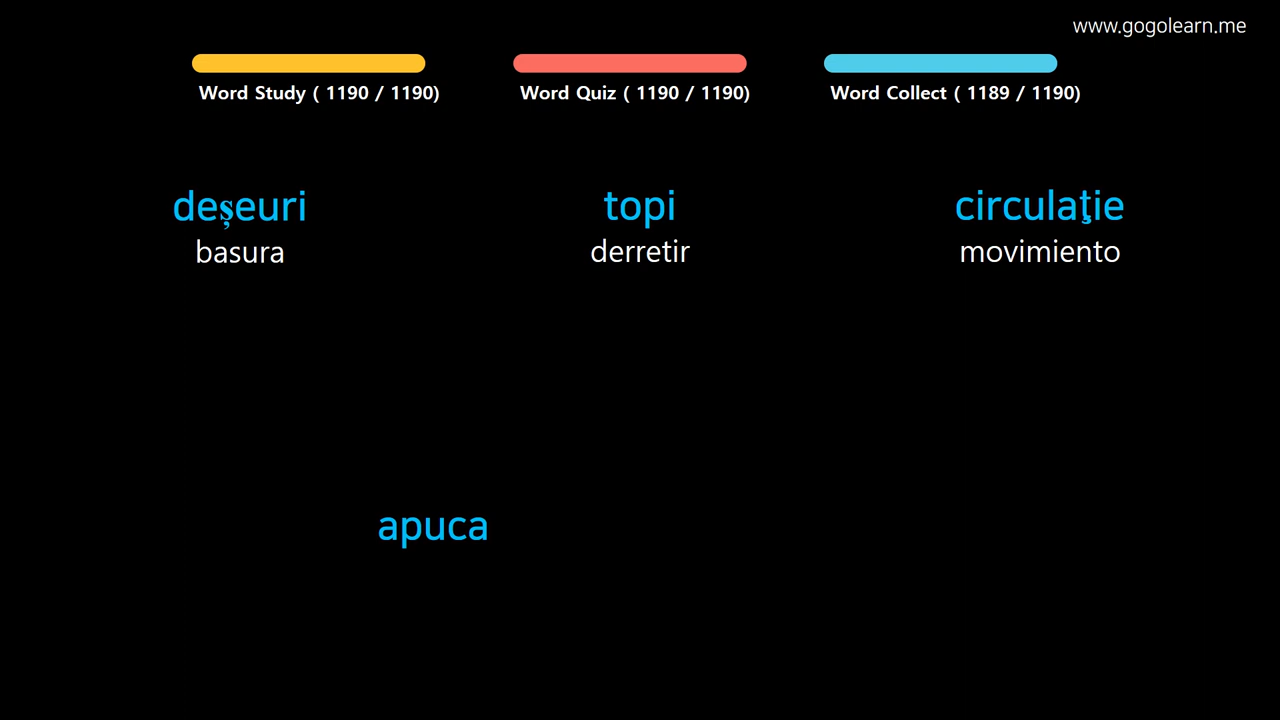 www.gogolearn.me
Word Study ( 1190 / 1190)
Word Quiz ( 1190 / 1190)
Word Collect ( 1189 / 1190)
deșeuri
basura
topi
derretir
circulaţie
movimiento
apuca